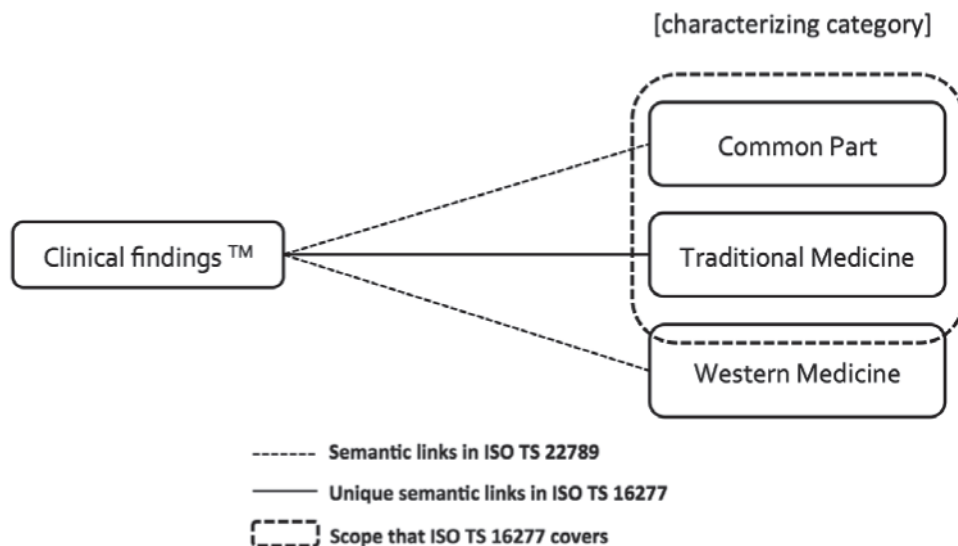 [characterizing category]
Common Part
Clinical findings ™
Traditional Medicine
Western Medicine
Semantic links in ISO TS 22789
Unique semantic links in ISO TS 16277
Scope that ISO TS 16277 covers